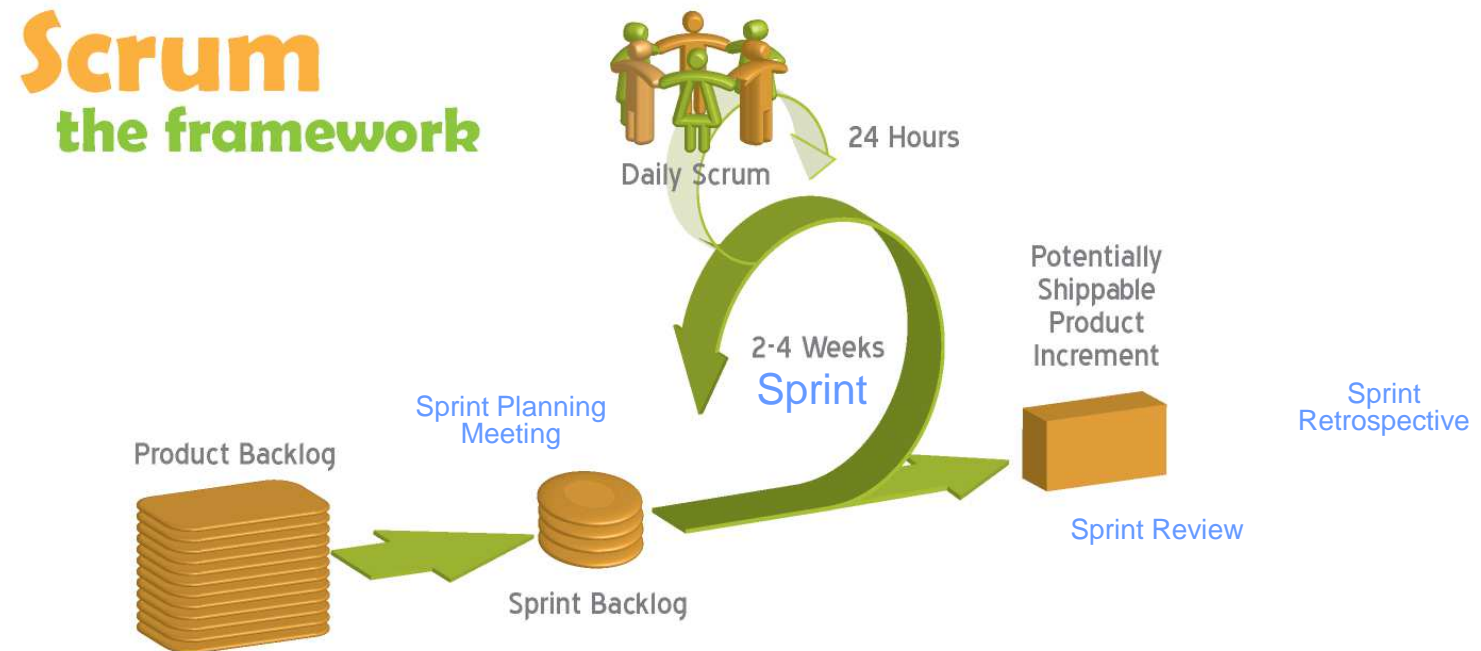 Scrum
the framework
24 Hours
Daily Scrum
Potentially
Shippable
Product
Increment
2-4 Weeks
Sprint
Sprint Planning
Meeting
Sprint
Retrospective
Product Backlog
Sprint Review
Sprint Backlog